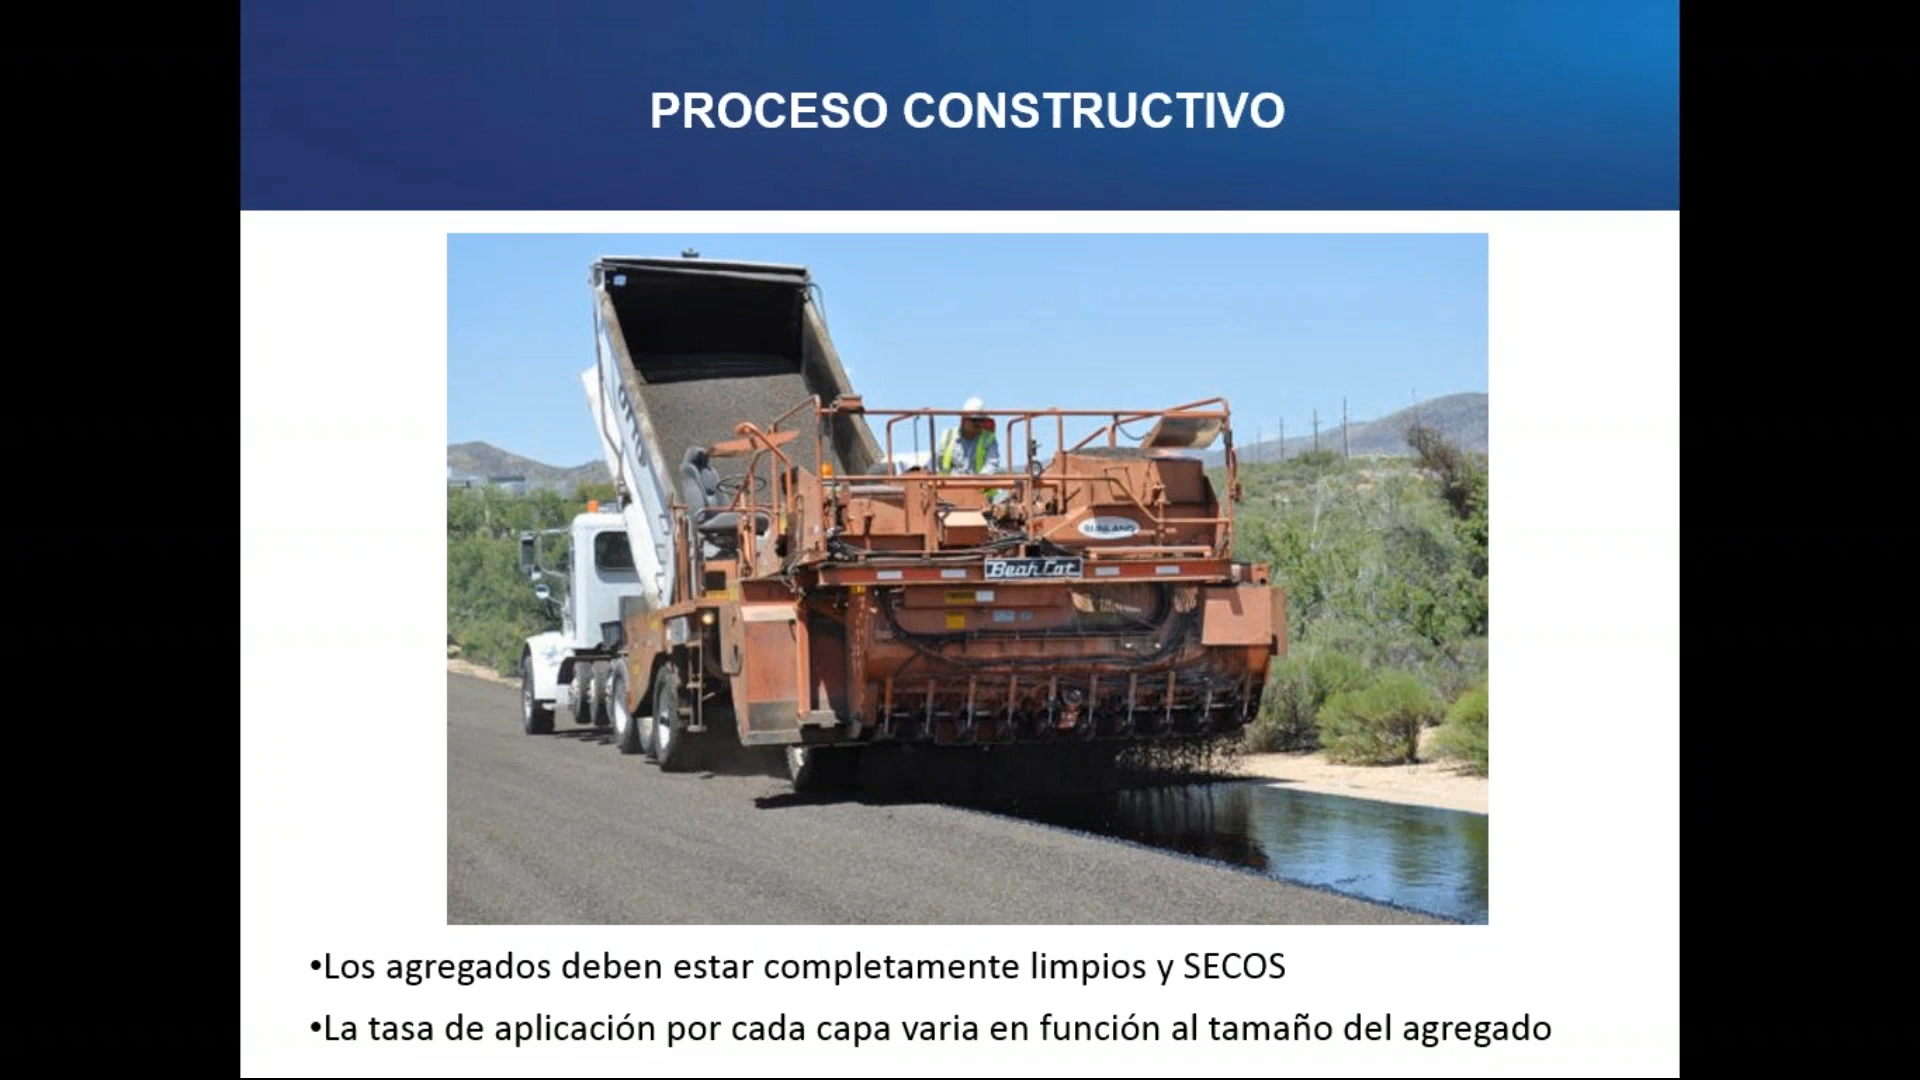 PROCESO CONSTRUCTIVO
BearCat
•Los agregados deben estar completamente limpios y SECOS
•La tasa de aplicación por cada capa varia en función al tamaño del agregado